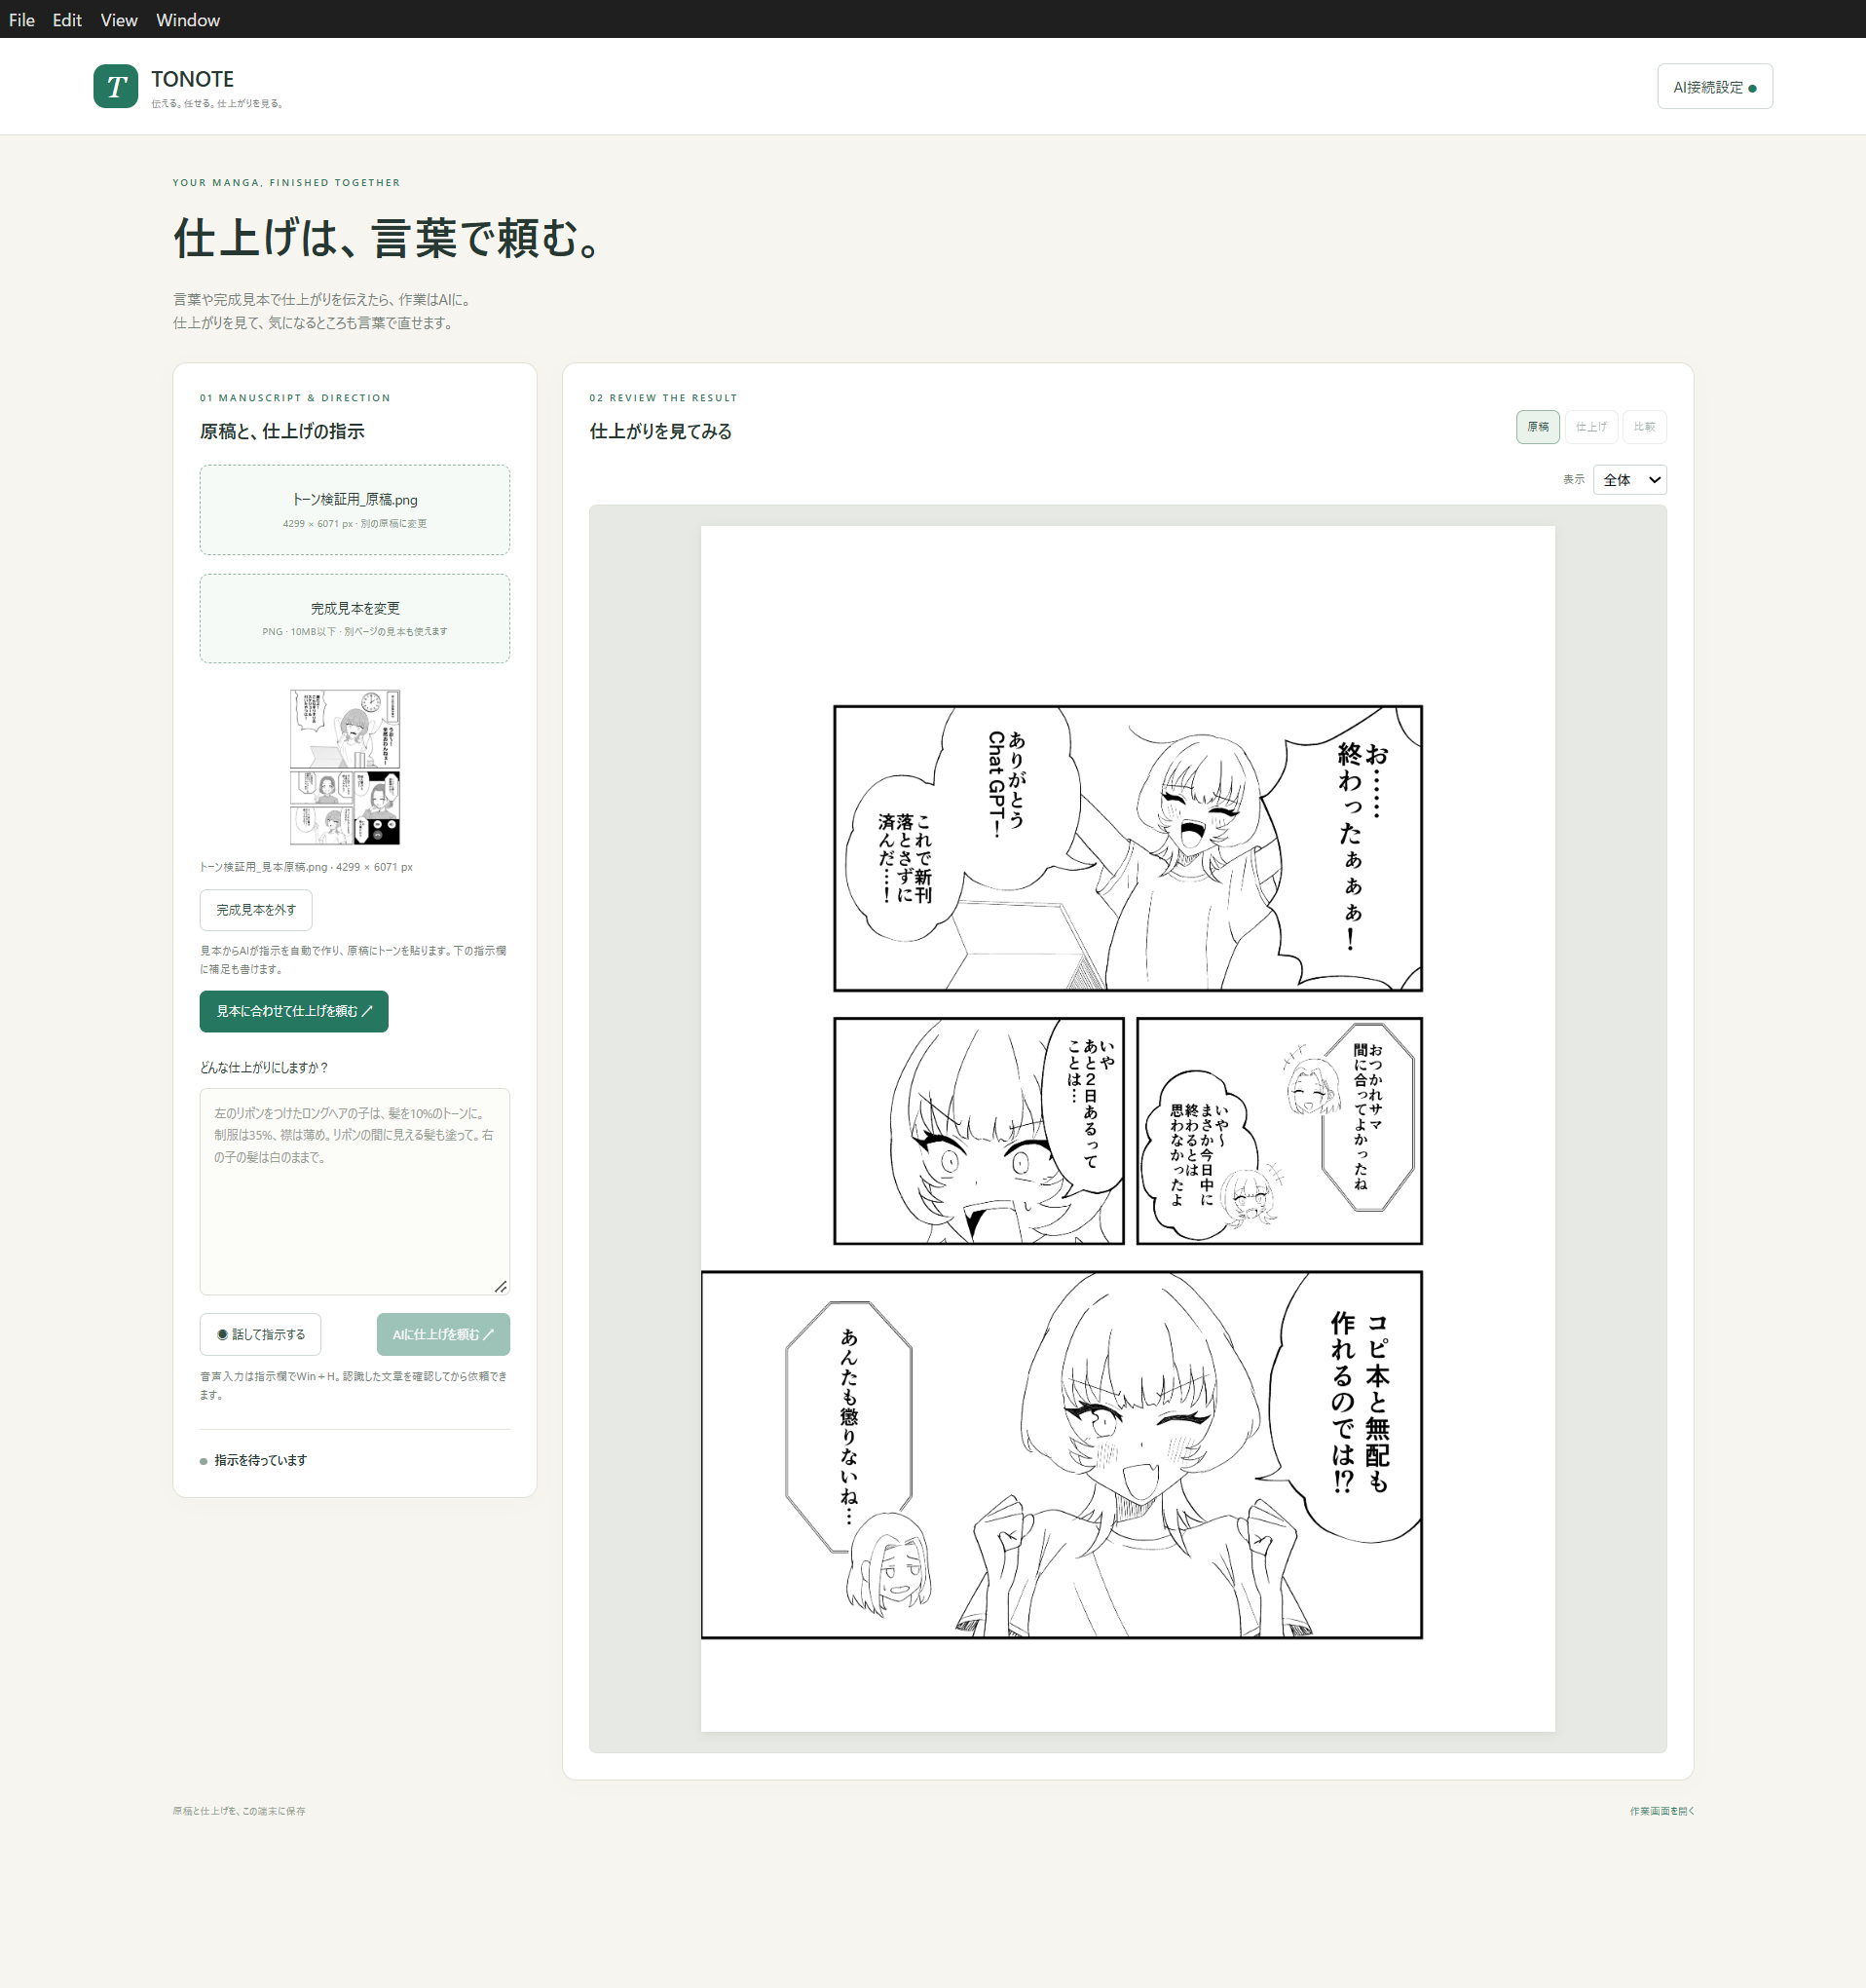 File Edit View Window
T
TONOTE
伝える。任せる。仕上がりを見る。
AI接続設定
YOUR MANGA, FINISHED TOGETHER
仕上げは、言葉で頼む。
言葉や完成見本で仕上がりを伝えたら、作業はAIに。
仕上がりを見て、気になるところも言葉で直せます。
01 MANUSCRIPT & DIRECTION
原稿と、仕上げの指示
トーン検証用_原稿.png
4299 × 6071 px · 別の原稿に変更
完成見本を変更
PNG · 10MB以下 · 別ページの見本も使えます
トーン検証用_見本原稿.png · 4299 × 6071 px
完成見本を外す
見本からAIが指示を自動で作り、原稿にトーンを貼ります。下の指示欄
に補足も書けます。
見本に合わせて仕上げを頼む ↗
どんな仕上がりにしますか？
左のリボンをつけたロングヘアの子は、髪を10%のトーンに。
制服は35%、襟は薄め。リボンの間に見える髪も塗って。右
の子の髪は白のままで。
◉ 話して指示する
AIに仕上げを頼む ↗
音声入力は指示欄でWin＋H。認識した文章を確認してから依頼でき
ます。
指示を待っています
02 REVIEW THE RESULT
仕上がりを見てみる
原稿
仕上げ
比較
表示
全体
お……
終わったぁぁぁ！
ありがとう
Chat GPT！
これで新刊
落とさずに
済んだ…！
おつかれサマ
間に合ってよかったね
いや〜
まさか今日中に
終わるとは
思わなかったよ
いや
あと2日あるって
ことは…
コピ本と無配も
作れるのでは⁉
あんたも懲りないね…
原稿と仕上げを、この端末に保存
作業画面を開く